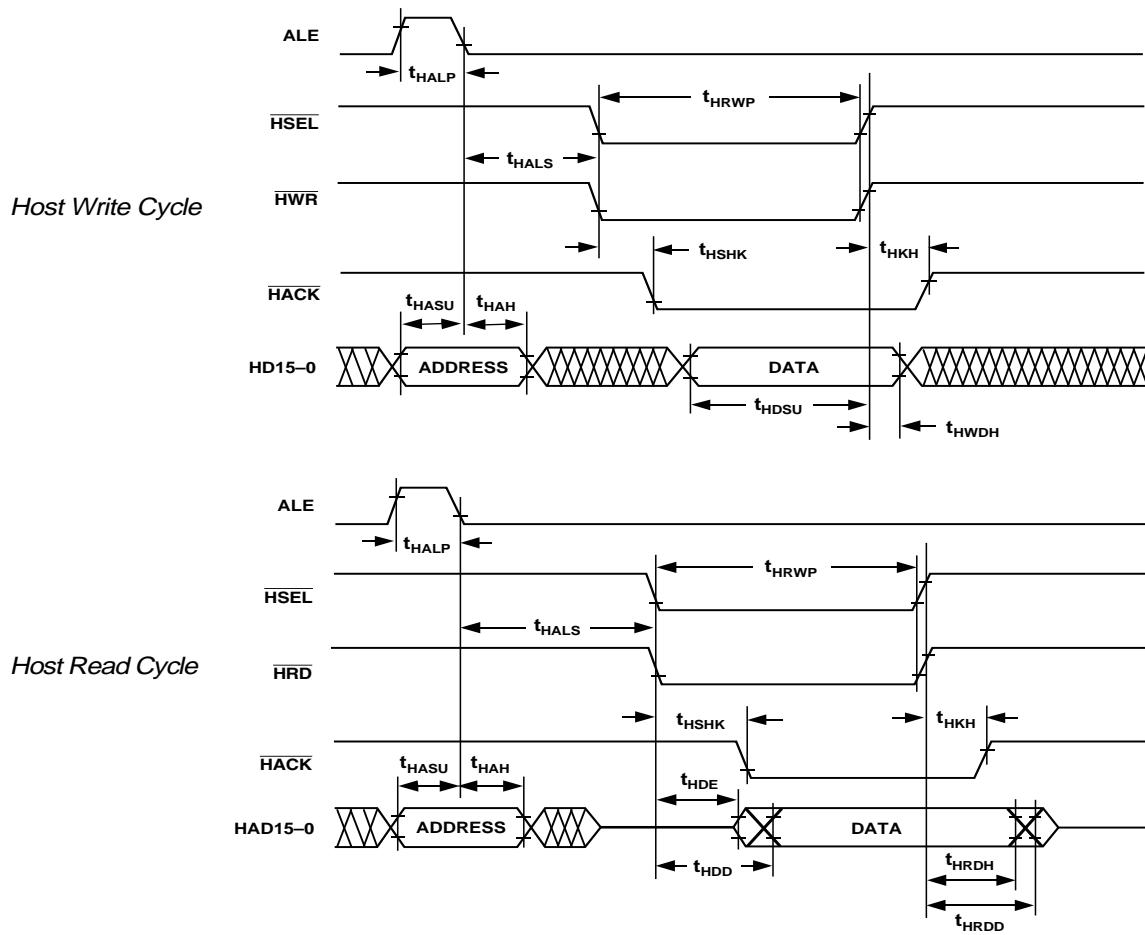 ALE
tHALP
tHRWP
HSEL
tHALS
Host Write Cycle
HWR
tHSHK
tHKH
HACK
tHASU
tHAH
HD15–0
ADDRESS
DATA
tHDSU
tHWDH
ALE
tHALP
tHRWP
HSEL
tHALS
Host Read Cycle
HRD
tHSHK
tHKH
HACK
tHASU
tHAH
tHDE
HAD15–0
ADDRESS
DATA
tHDD
tHRDH
tHRDD